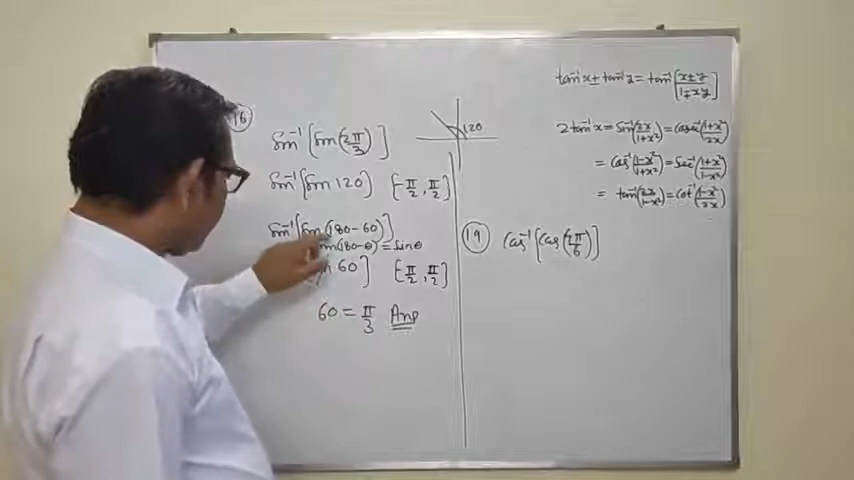 16
sin⁻¹[sin(2π/3)]
120
sin⁻¹[sin 120] [-π/2, π/2]
sin⁻¹[sin(180-60)]
sin(180-θ) = sinθ
60] [-π/2, π/2]
60 = π/3 Ans
tan⁻¹x ± tan⁻¹y = tan⁻¹[x±y/1∓xy]
2tan⁻¹x = sin⁻¹(2x/1+x²) = cosec⁻¹(1+x²/2x)
= cos⁻¹(1-x²/1+x²) = sec⁻¹(1+x²/1-x²)
= tan⁻¹(2x/1-x²) = cot⁻¹(1-x²/2x)
19 cos⁻¹[cos(7π/6)]